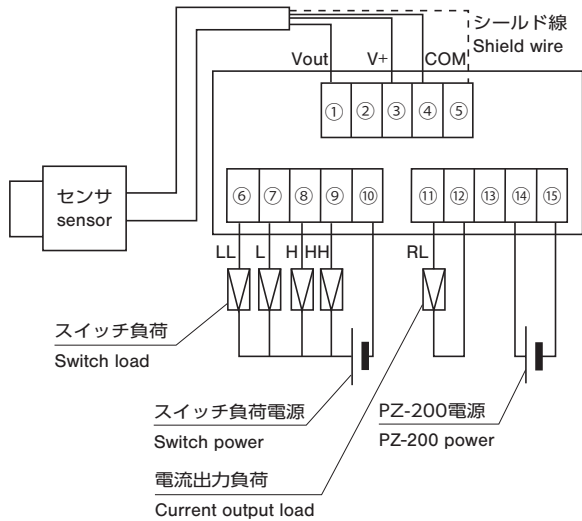 シールド線
Shield wire
Vout V+ COM
① ② ③ ④ ⑤
センサ
sensor
⑥ ⑦ ⑧ ⑨ ⑩ ⑪ ⑫ ⑬ ⑭ ⑮
LL L H HH RL
スイッチ負荷
Switch load
スイッチ負荷電源
Switch power
PZ-200電源
PZ-200 power
電流出力負荷
Current output load